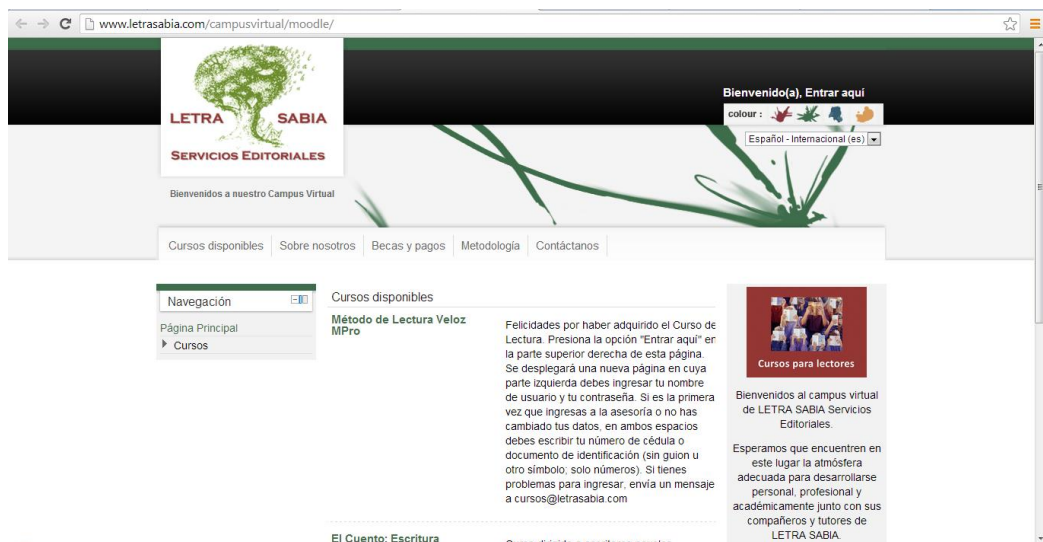 www.letrasabia.com/campusvirtual/moodle/
LETRA SABIA
SERVICIOS EDITORIALES
Bienvenidos a nuestro Campus Virtual
Bienvenido(a), Entrar aquí
colour :
Español - Internacional (es)
Cursos disponibles
Sobre nosotros
Becas y pagos
Metodología
Contáctanos
Navegación
Página Principal
Cursos
Cursos disponibles
Método de Lectura Veloz
MPro
Felicidades por haber adquirido el Curso de
Lectura. Presiona la opción "Entrar aquí" en
la parte superior derecha de esta página.
Se desplegará una nueva página en cuya
parte izquierda debes ingresar tu nombre
de usuario y tu contraseña. Si es la primera
vez que ingresas a la asesoría o no has
cambiado tus datos, en ambos espacios
debes escribir tu número de cédula o
documento de identificación (sin guion u
otro símbolo; solo números). Si tienes
problemas para ingresar, envía un mensaje
a cursos@letrasabia.com
El Cuento: Escritura
Cursos para lectores
Bienvenidos al campus virtual
de LETRA SABIA Servicios
Editoriales.
Esperamos que encuentren en
este lugar la atmósfera
adecuada para desarrollarse
personal, profesional y
académicamente junto con sus
compañeros y tutores de
LETRA SABIA.